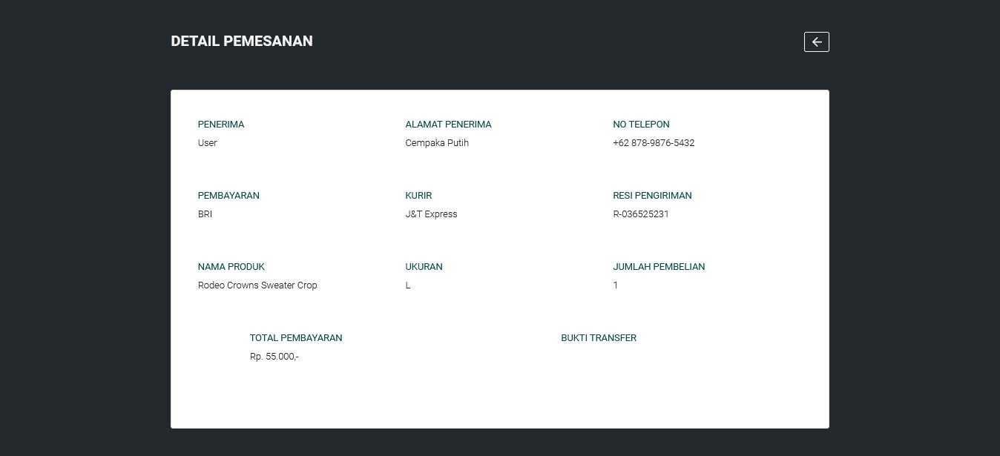 DETAIL PEMESANAN
PENERIMA
User
ALAMAT PENERIMA
Cempaka Putih
NO TELEPON
+62 878-9876-5432
PEMBAYARAN
BRI
KURIR
J&T Express
RESI PENGIRIMAN
R-036525231
NAMA PRODUK
Rodeo Crowns Sweater Crop
UKURAN
L
JUMLAH PEMBELIAN
1
TOTAL PEMBAYARAN
Rp. 55.000,-
BUKTI TRANSFER